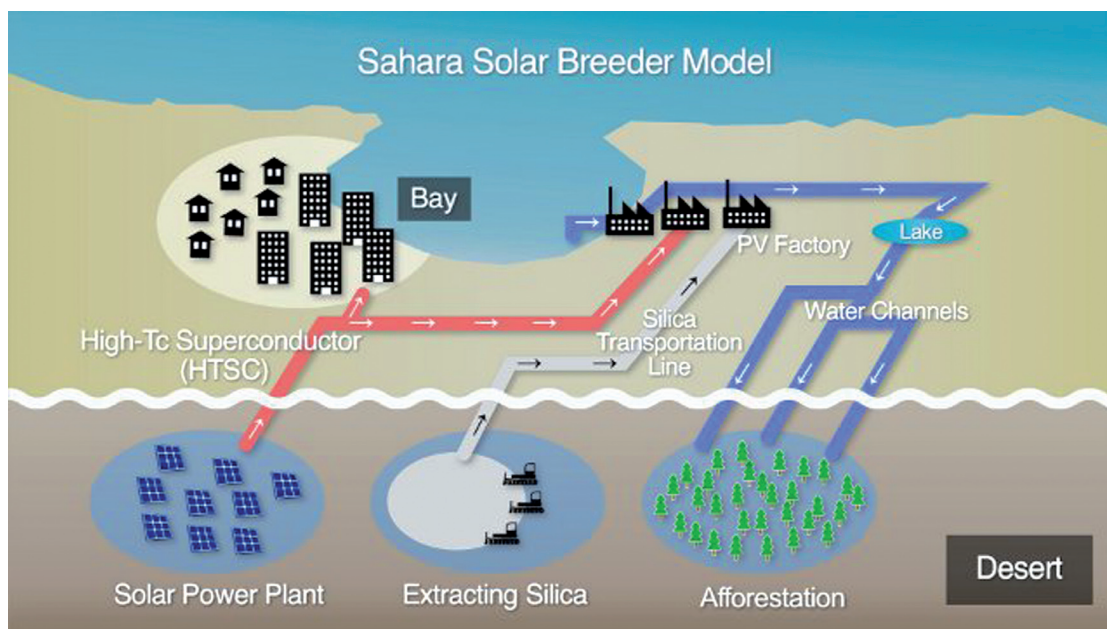 Sahara Solar Breeder Model
Bay
PV Factory
Lake
High-Tc Superconductor
(HTSC)
Silica
Transportation
Line
Water Channels
Solar Power Plant
Extracting Silica
Afforestation
Desert